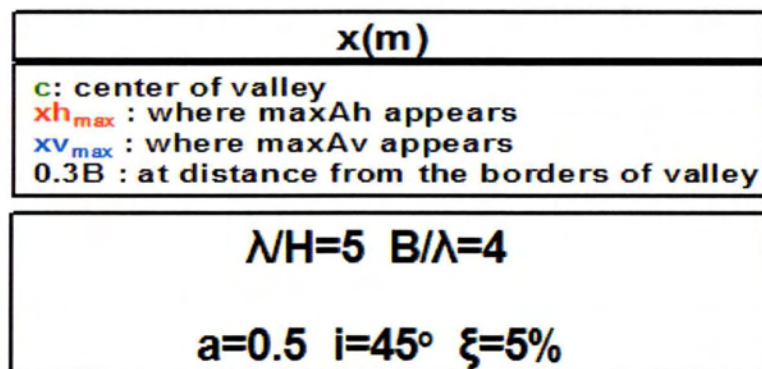 x(m)
c: center of valley
xhmax : where maxAh appears
xvmax : where maxAv appears
0.3B : at distance from the borders of valley
λ/H=5 B/λ=4
a=0.5 i=45° ξ=5%